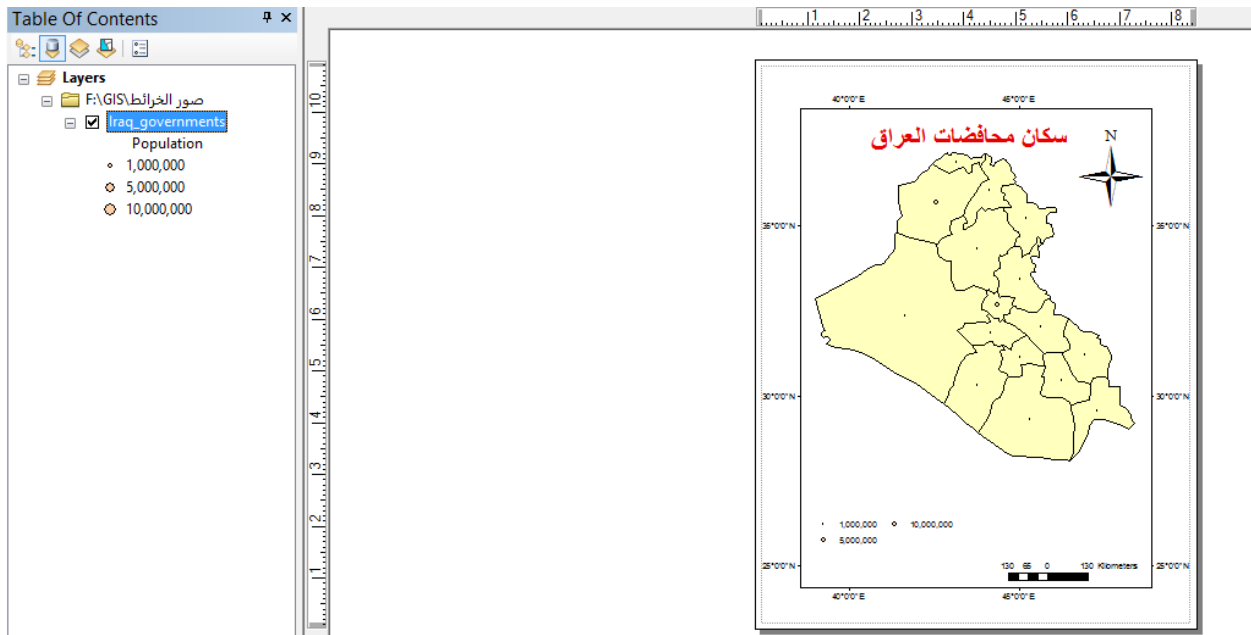 Table Of Contents
Layers
F:\GIS\صور الخرائط
Iraq_governments
Population
1,000,000
5,000,000
10,000,000
1 2 3 4 5 6 7 8
10
9
8
7
6
5
4
3
2
1
40°0'0"E 45°0'0"E
سكان محافضات العراق
N
35°0'0"N 35°0'0"N
30°0'0"N 30°0'0"N
1,000,000 10,000,000
5,000,000
130 65 0 130 Kilometers
25°0'0"N 25°0'0"N
40°0'0"E 45°0'0"E